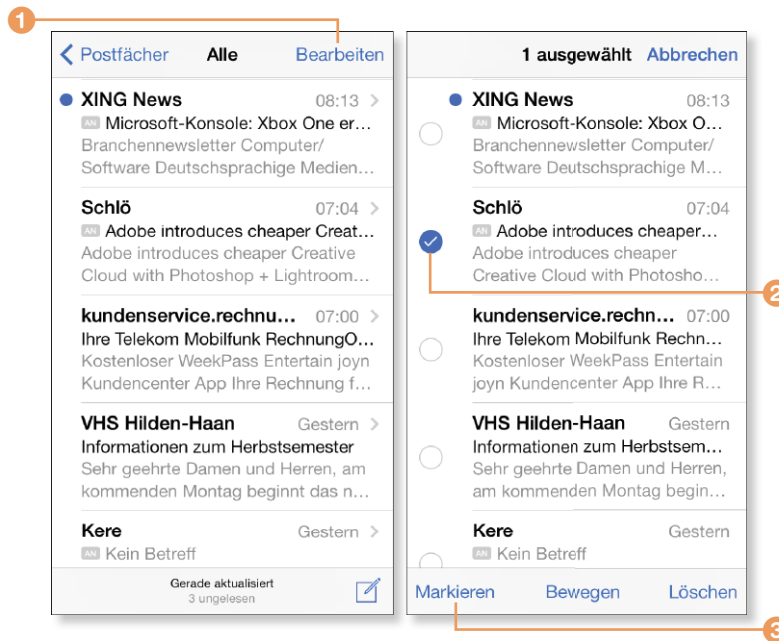 1
Postfächer Alle Bearbeiten
XING News 08:13
AN Microsoft-Konsole: Xbox One er...
Branchennewsletter Computer/
Software Deutschsprachige Medien...
Schlö 07:04
AN Adobe introduces cheaper Creat...
Adobe introduces cheaper Creative
Cloud with Photoshop + Lightroom...
kundenservice.rechnu... 07:00
Ihre Telekom Mobilfunk RechnungO...
Kostenloser WeekPass Entertain joyn
Kundencenter App Ihre Rechnung f...
VHS Hilden-Haan Gestern
Informationen zum Herbstsemester
Sehr geehrte Damen und Herren, am
kommenden Montag beginnt das n...
Kere Gestern
AN Kein Betreff
Gerade aktualisiert
3 ungelesen
1 ausgewählt Abbrechen
XING News 08:13
AN Microsoft-Konsole: Xbox O...
Branchennewsletter Computer/
Software Deutschsprachige M...
Schlö 07:04
AN Adobe introduces cheaper...
Adobe introduces cheaper
Creative Cloud with Photosho...
2
kundenservice.rechn... 07:00
Ihre Telekom Mobilfunk Rechn...
Kostenloser WeekPass Entertain
joyn Kundencenter App Ihre R...
VHS Hilden-Haan Gestern
Informationen zum Herbstsem...
Sehr geehrte Damen und Herren,
am kommenden Montag begin...
Kere Gestern
AN Kein Betreff
Markieren Bewegen Löschen
3